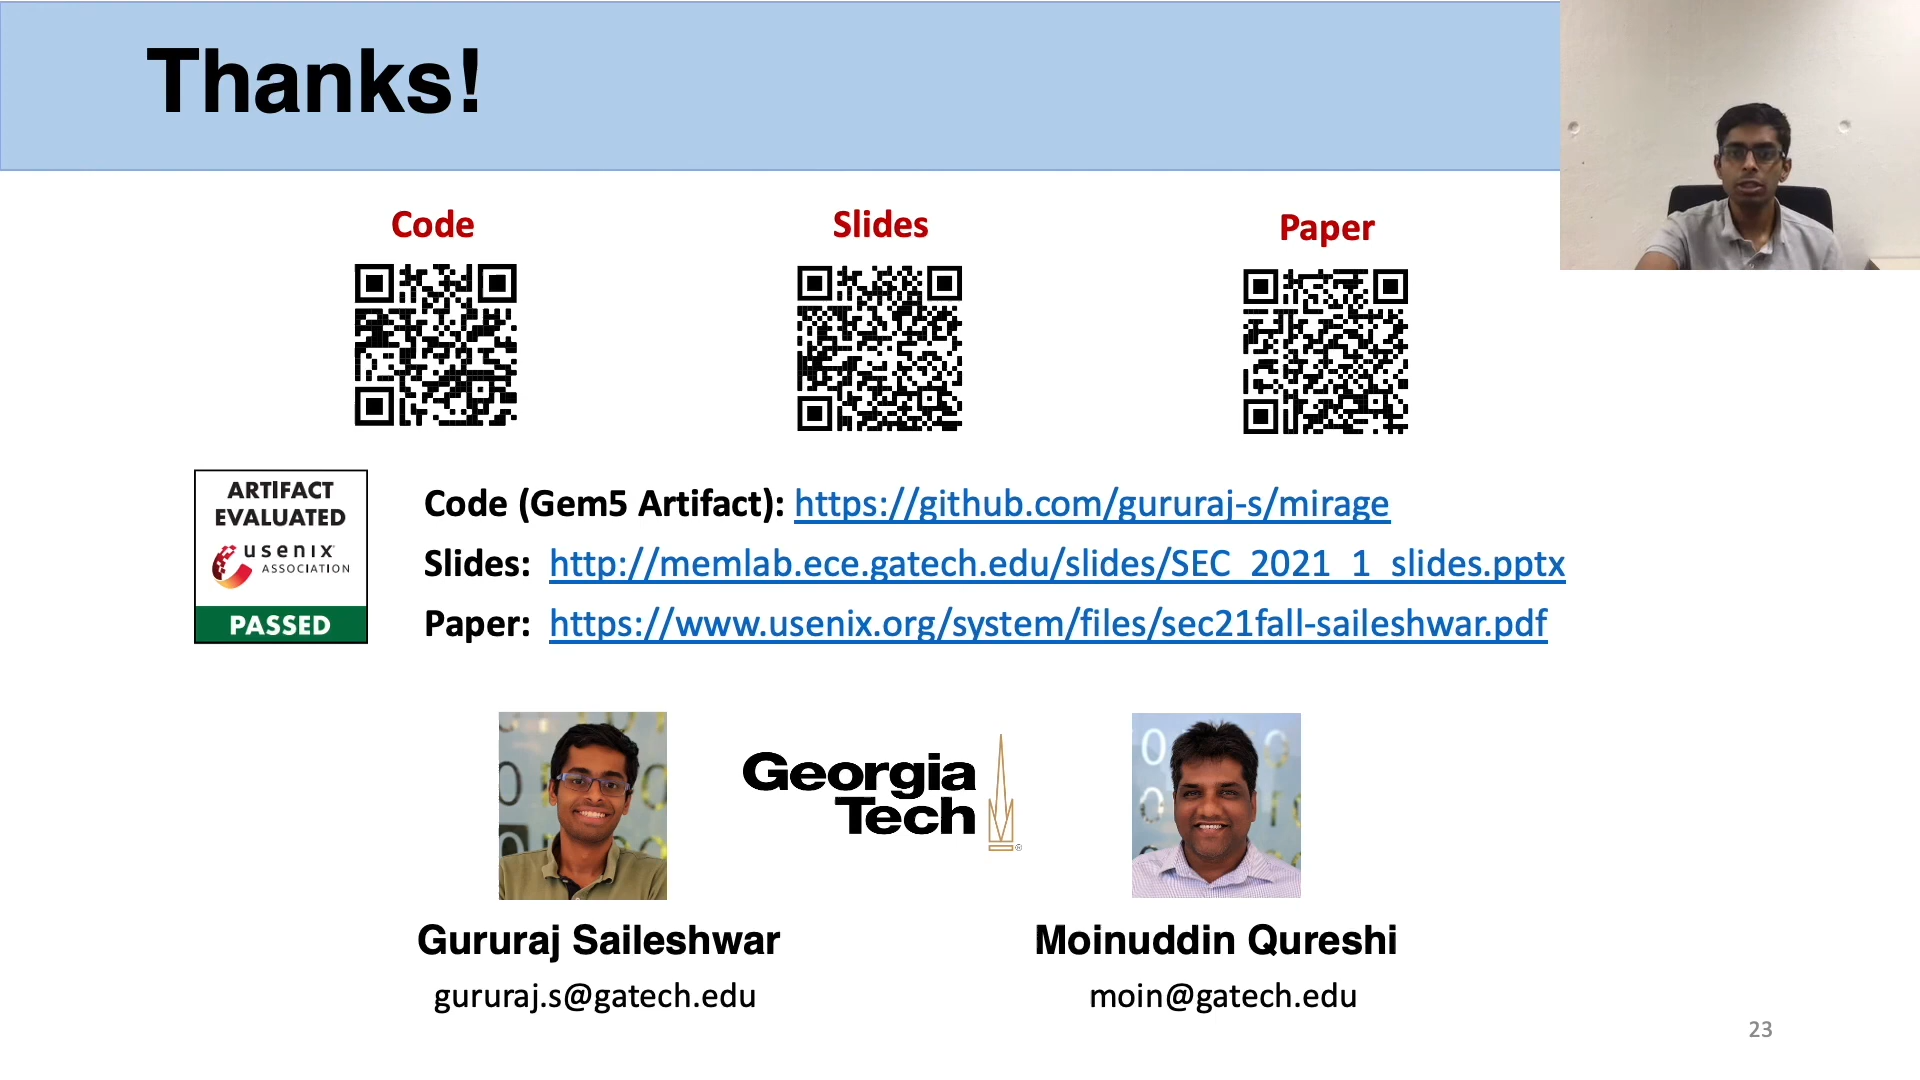 Thanks!
Code
Slides
Paper
ARTIFACT
EVALUATED
usenix
ASSOCIATION
PASSED
Code (Gem5 Artifact): https://github.com/gururaj-s/mirage
Slides: http://memlab.ece.gatech.edu/slides/SEC_2021_1_slides.pptx
Paper: https://www.usenix.org/system/files/sec21fall-saileshwar.pdf
Georgia
Tech®
Gururaj Saileshwar
gururaj.s@gatech.edu
Moinuddin Qureshi
moin@gatech.edu
23